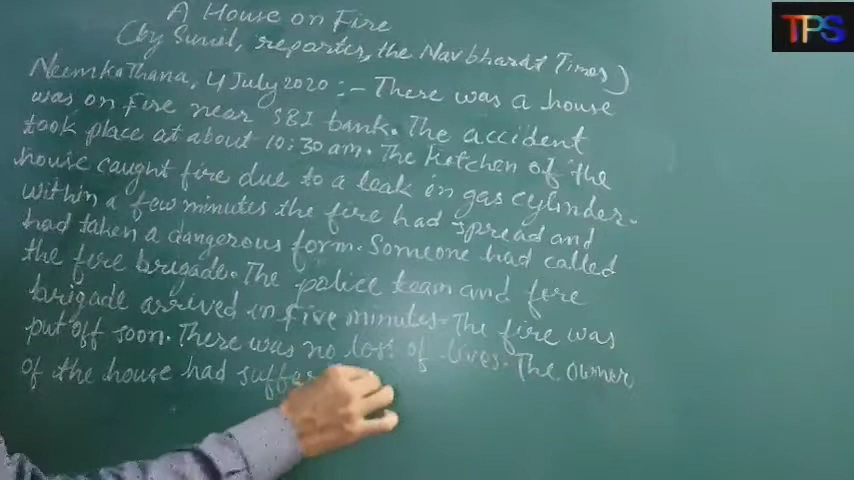 TPS
A House on Fire
(by Sunil, reporter, the Navbharat Times)
Neem ka Thana, 4 July 2020 :- There was a house
was on fire near SBI bank. The accident
took place at about 10:30 am. The kitchen of the
house caught fire due to a leak in gas cylinder.
within a few minutes the fire had spread and
had taken a dangerous form. Someone had called
the fire brigade. The police team and fire
brigade arrived in five minutes. The fire was
put off soon. There was no loss of lives. The owner
of the house had suffe